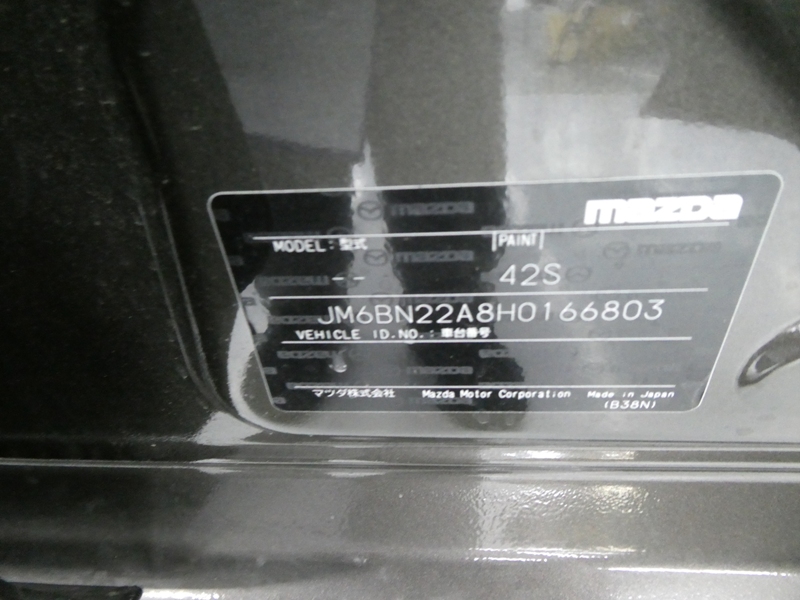 mazda
MODEL:型式 PAINT
-- 42S
JM6BN22A8H0166803
VEHICLE ID.NO.:車台番号
マツダ株式会社 Mazda Motor Corporation Made in Japan
(B38N)